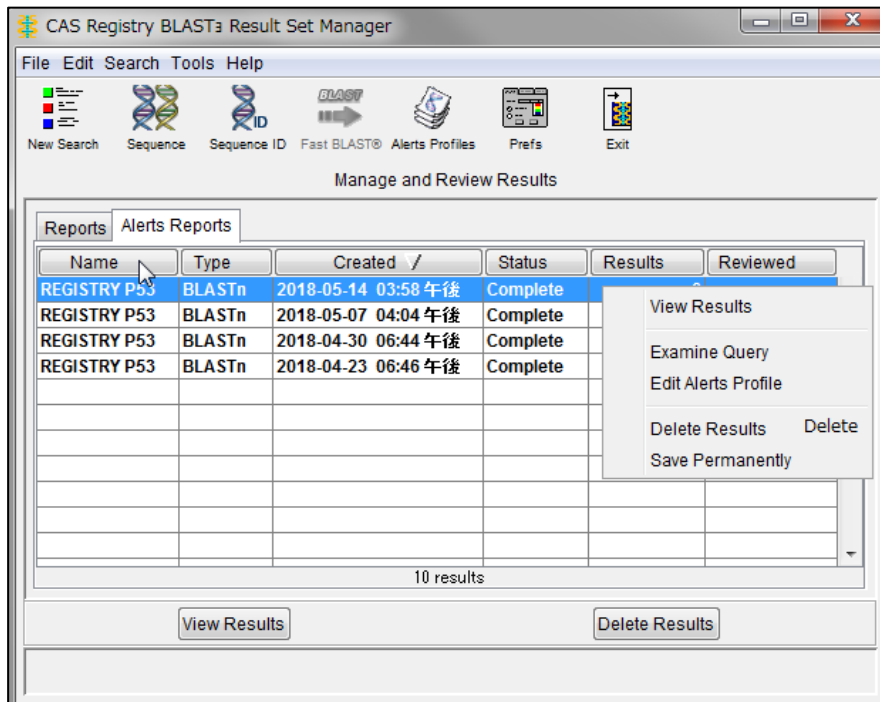 CAS Registry BLASTз Result Set Manager
File Edit Search Tools Help
BLAST
ID
New Search Sequence Sequence ID Fast BLAST® Alerts Profiles Prefs Exit
Manage and Review Results
Reports Alerts Reports
Name Type Created Status Results Reviewed
REGISTRY P53 BLASTn 2018-05-14 03:58 午後 Complete
REGISTRY P53 BLASTn 2018-05-07 04:04 午後 Complete
REGISTRY P53 BLASTn 2018-04-30 06:44 午後 Complete
REGISTRY P53 BLASTn 2018-04-23 06:46 午後 Complete
View Results
Examine Query
Edit Alerts Profile
Delete Results Delete
Save Permanently
10 results
View Results Delete Results